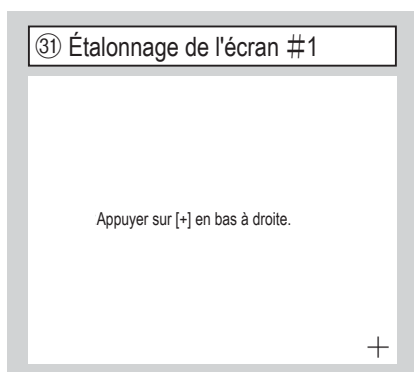 ㉛ Étalonnage de l'écran #1
Appuyer sur [+] en bas à droite.
+